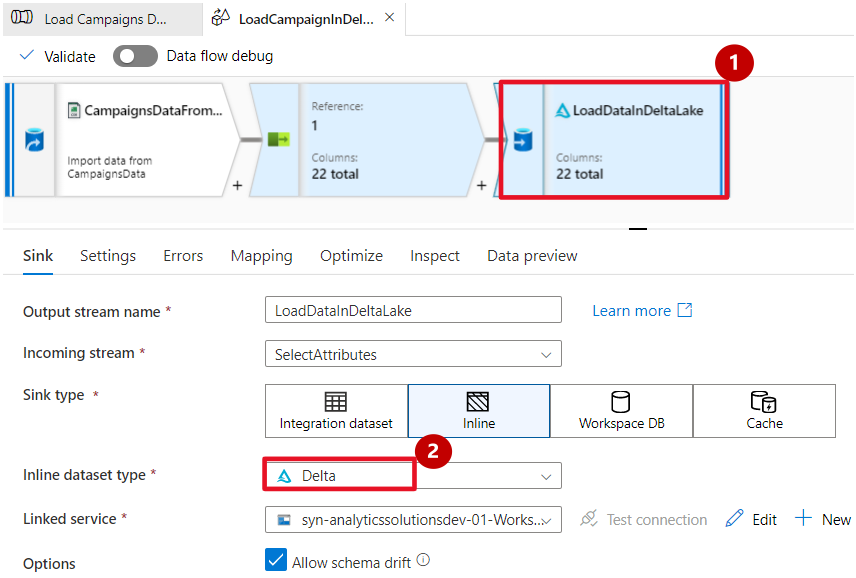 Load Campaigns D...
LoadCampaignInDel...
Validate
Data flow debug
1
CampaignsDataFrom...
Import data from
CampaignsData
+
Reference:
1
Columns:
22 total
+
LoadDataInDeltaLake
Columns:
22 total
Sink
Settings
Errors
Mapping
Optimize
Inspect
Data preview
Output stream name *
LoadDataInDeltaLake
Learn more
Incoming stream *
SelectAttributes
Sink type *
Integration dataset
Inline
Workspace DB
Cache
2
Inline dataset type *
Delta
Linked service *
syn-analyticssolutionsdev-01-Works...
Test connection
Edit
New
Options
Allow schema drift